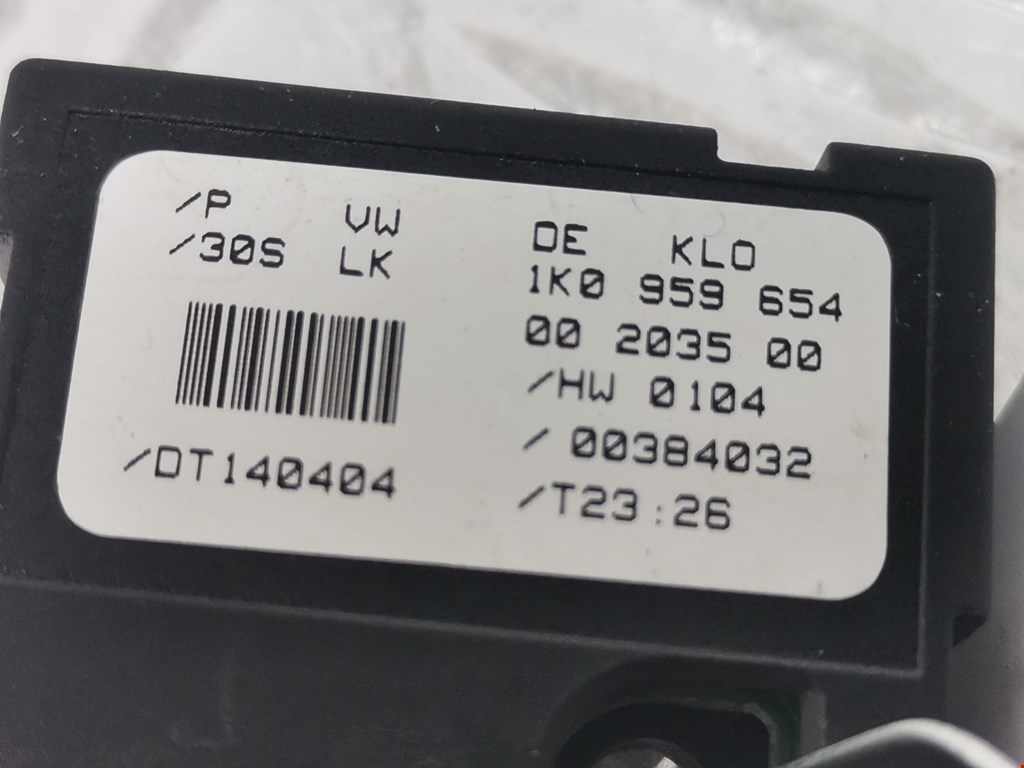 /P VW DE KLO
/30S LK 1K0 959 654
00 2035 00
/HW 0104
/ 00384032
/DT140404 /T23:26